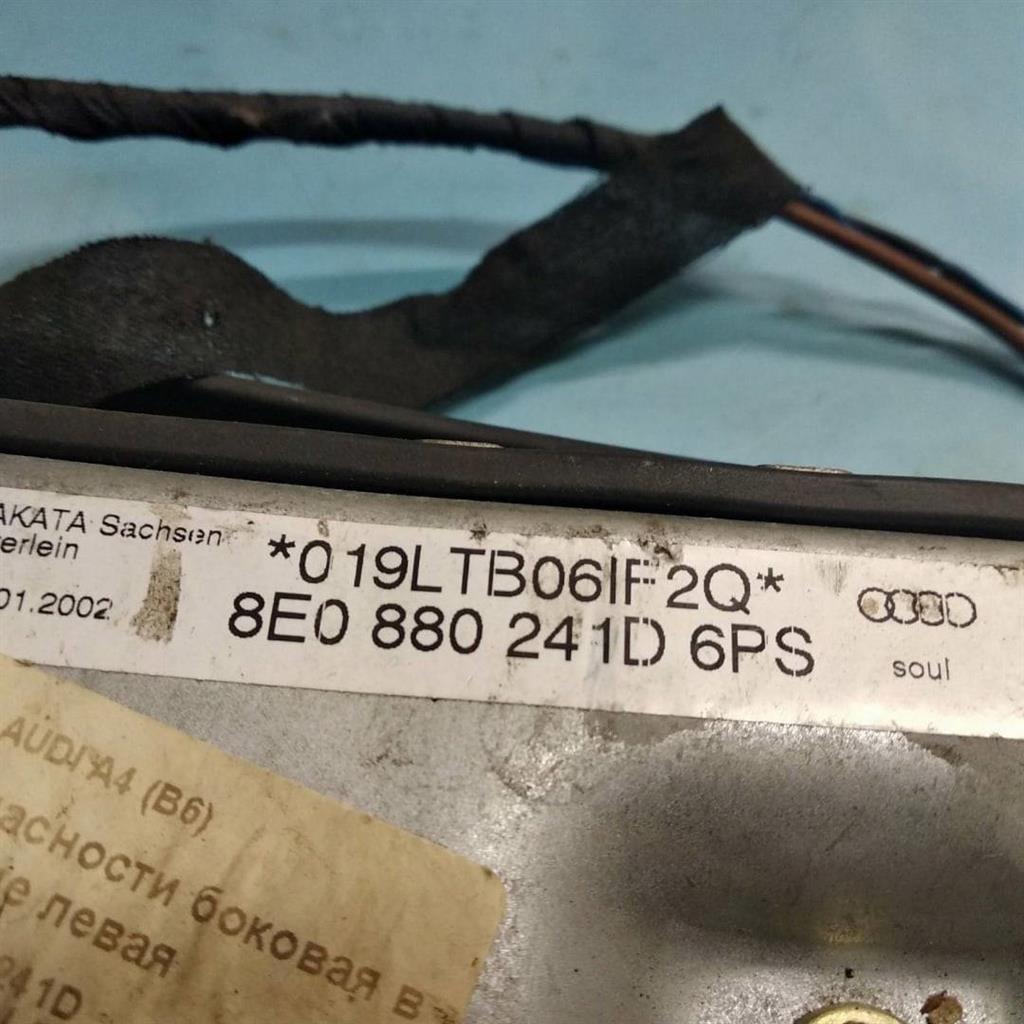 AKATA Sachsen
erlein
01.2002
*019LTB06IF2Q*
8E0 880 241D 6PS
soul
AUDI A4 (B6)
асности боковая в
е левая
241D